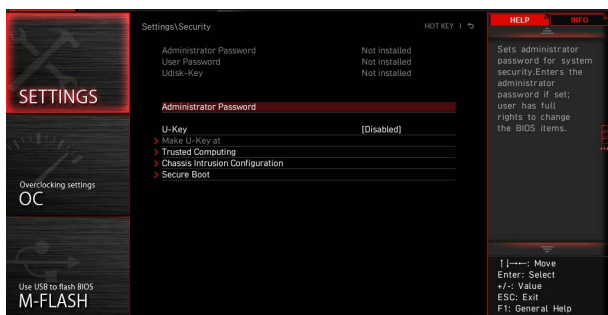 SETTINGS
Overclocking settings
OC
Use USB to flash BIOS
M-FLASH
Settings\Security
HOT KEY
Administrator Password Not installed
User Password Not installed
Udisk-Key Not installed
Administrator Password
U-Key [Disabled]
> Make U-Key at
> Trusted Computing
> Chassis Intrusion Configuration
> Secure Boot
HELP INFO
Sets administrator
password for system
security.Enters the
administrator
password if set;
user has full
rights to change
the BIOS items.
↑↓→←: Move
Enter: Select
+/-: Value
ESC: Exit
F1: General Help